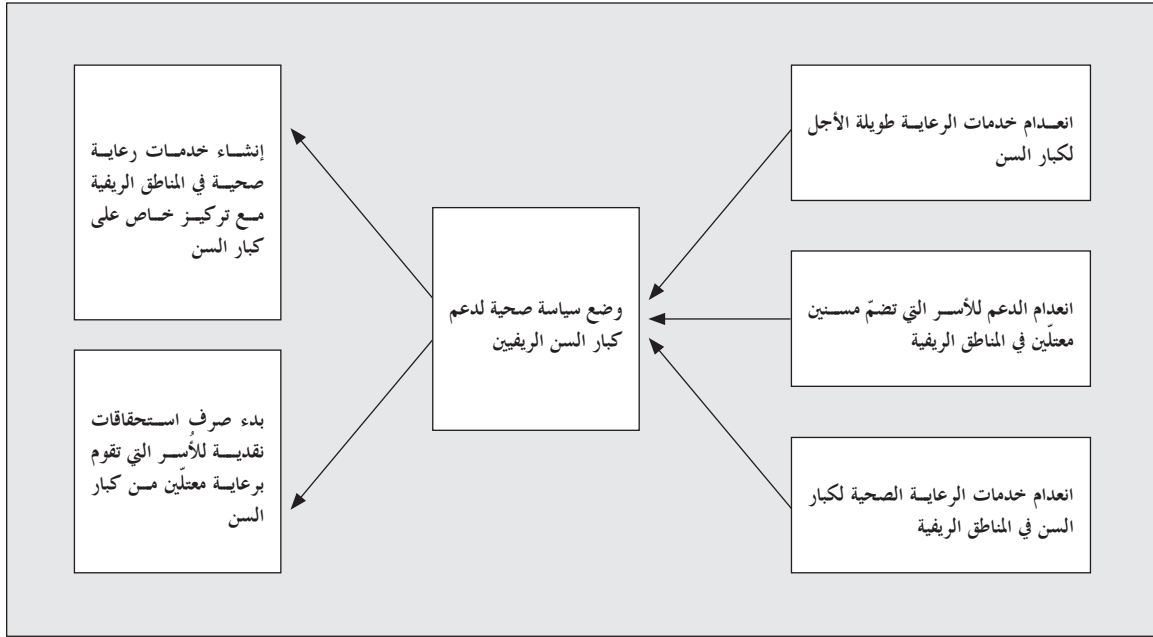 انعدام خدمات الرعاية طويلة الأجل
لكبار السن
انعدام الدعم للأسر التي تضمّ مسنين
معتلّين في المناطق الريفية
انعدام خدمات الرعاية الصحية لكبار
السن في المناطق الريفية
وضع سياسة صحية لدعم
كبار السن الريفيين
إنشاء خدمات رعاية
صحية في المناطق الريفية
مع تركيز خاص على
كبار السن
بدء صرف استحقاقات
نقدية للأُسر التي تقوم
برعاية معتلّين من كبار
السن